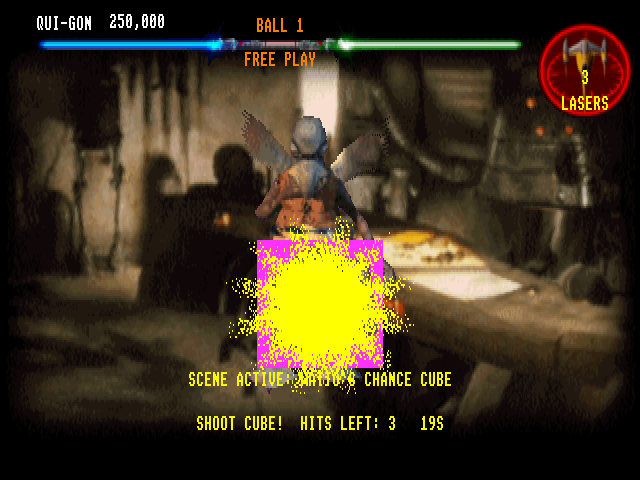 QUI-GON 250,000
BALL 1
FREE PLAY
3
LASERS
SCENE ACTIVE: WATTO'S CHANCE CUBE
SHOOT CUBE! HITS LEFT: 3 19S